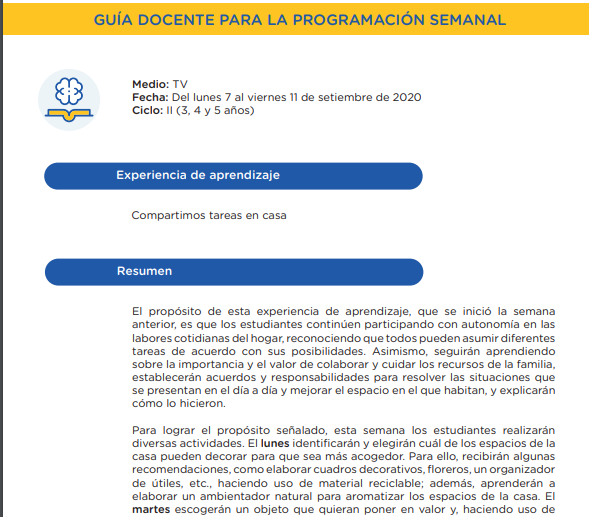 GUÍA DOCENTE PARA LA PROGRAMACIÓN SEMANAL
Medio: TV
Fecha: Del lunes 7 al viernes 11 de setiembre de 2020
Ciclo: II (3, 4 y 5 años)
Experiencia de aprendizaje
Compartimos tareas en casa
Resumen
El propósito de esta experiencia de aprendizaje, que se inició la semana
anterior, es que los estudiantes continúen participando con autonomía en las
labores cotidianas del hogar, reconociendo que todos pueden asumir diferentes
tareas de acuerdo con sus posibilidades. Asimismo, seguirán aprendiendo
sobre la importancia y el valor de colaborar y cuidar los recursos de la familia,
establecerán acuerdos y responsabilidades para resolver las situaciones que
se presentan en el día a día y mejorar el espacio en el que habitan, y explicarán
cómo lo hicieron.
Para lograr el propósito señalado, esta semana los estudiantes realizarán
diversas actividades. El lunes identificarán y elegirán cuál de los espacios de la
casa pueden decorar para que sea más acogedor. Para ello, recibirán algunas
recomendaciones, como elaborar cuadros decorativos, floreros, un organizador
de útiles, etc., haciendo uso de material reciclable; además, aprenderán a
elaborar un ambientador natural para aromatizar los espacios de la casa. El
martes escogerán un objeto que quieran poner en valor y, haciendo uso de